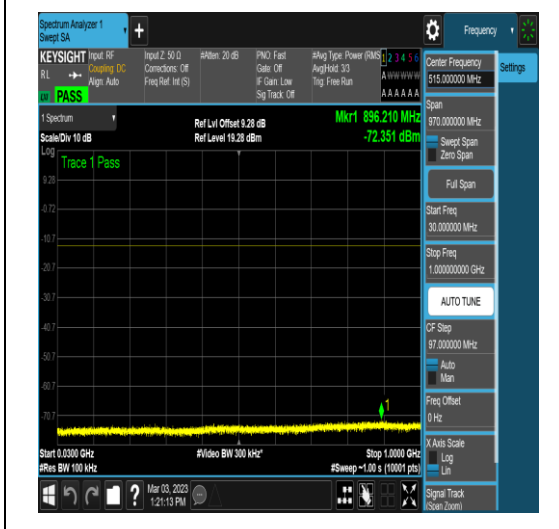 Spectrum Analyzer 1
Swept SA
+
Frequency
KEYSIGHT
RL
Input: RF
Coupling: DC
Align: Auto
Input Z: 50 Ω
Corrections: Off
Freq Ref: Int (S)
#Atten: 20 dB
PNO: Fast
Gate: Off
IF Gain: Low
Sig Track: Off
#Avg Type: Power (RMS)
Avg|Hold: 3/3
Trig: Free Run
1 2 3 4 5 6
A W W W W W
A A A A A A
PASS
1 Spectrum
Scale/Div 10 dB
Ref Lvl Offset 9.28 dB
Ref Level 19.28 dBm
Mkr1 896.210 MHz
-72.351 dBm
Log
Trace 1 Pass
9.28
-0.72
-10.7
-20.7
-30.7
-40.7
-50.7
-60.7
-70.7
1
Start 0.0300 GHz
#Res BW 100 kHz
#Video BW 300 kHz*
Stop 1.0000 GHz
#Sweep ~1.00 s (10001 pts)
?
Mar 03, 2023
1:21:13 PM
Center Frequency
515.000000 MHz
Settings
Span
970.000000 MHz
Swept Span
Zero Span
Full Span
Start Freq
30.000000 MHz
Stop Freq
1.000000000 GHz
AUTO TUNE
CF Step
97.000000 MHz
Auto
Man
Freq Offset
0 Hz
X Axis Scale
Log
Lin
Signal Track
(Span Zoom)